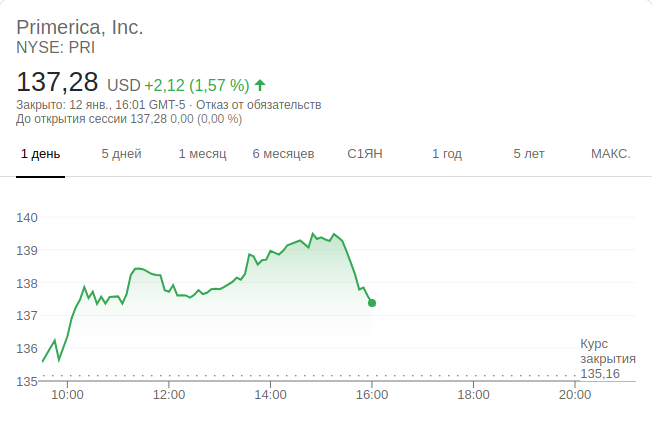 Primerica, Inc.
NYSE: PRI
137,28 USD +2,12 (1,57 %)
Закрыто: 12 янв., 16:01 GMT-5 · Отказ от обязательств
До открытия сессии 137,28 0,00 (0,00 %)
1 день 5 дней 1 месяц 6 месяцев С1ЯН 1 год 5 лет МАКС.
140
139
138
137
136
135
Курс
закрытия
135,16
10:00 12:00 14:00 16:00 18:00 20:00